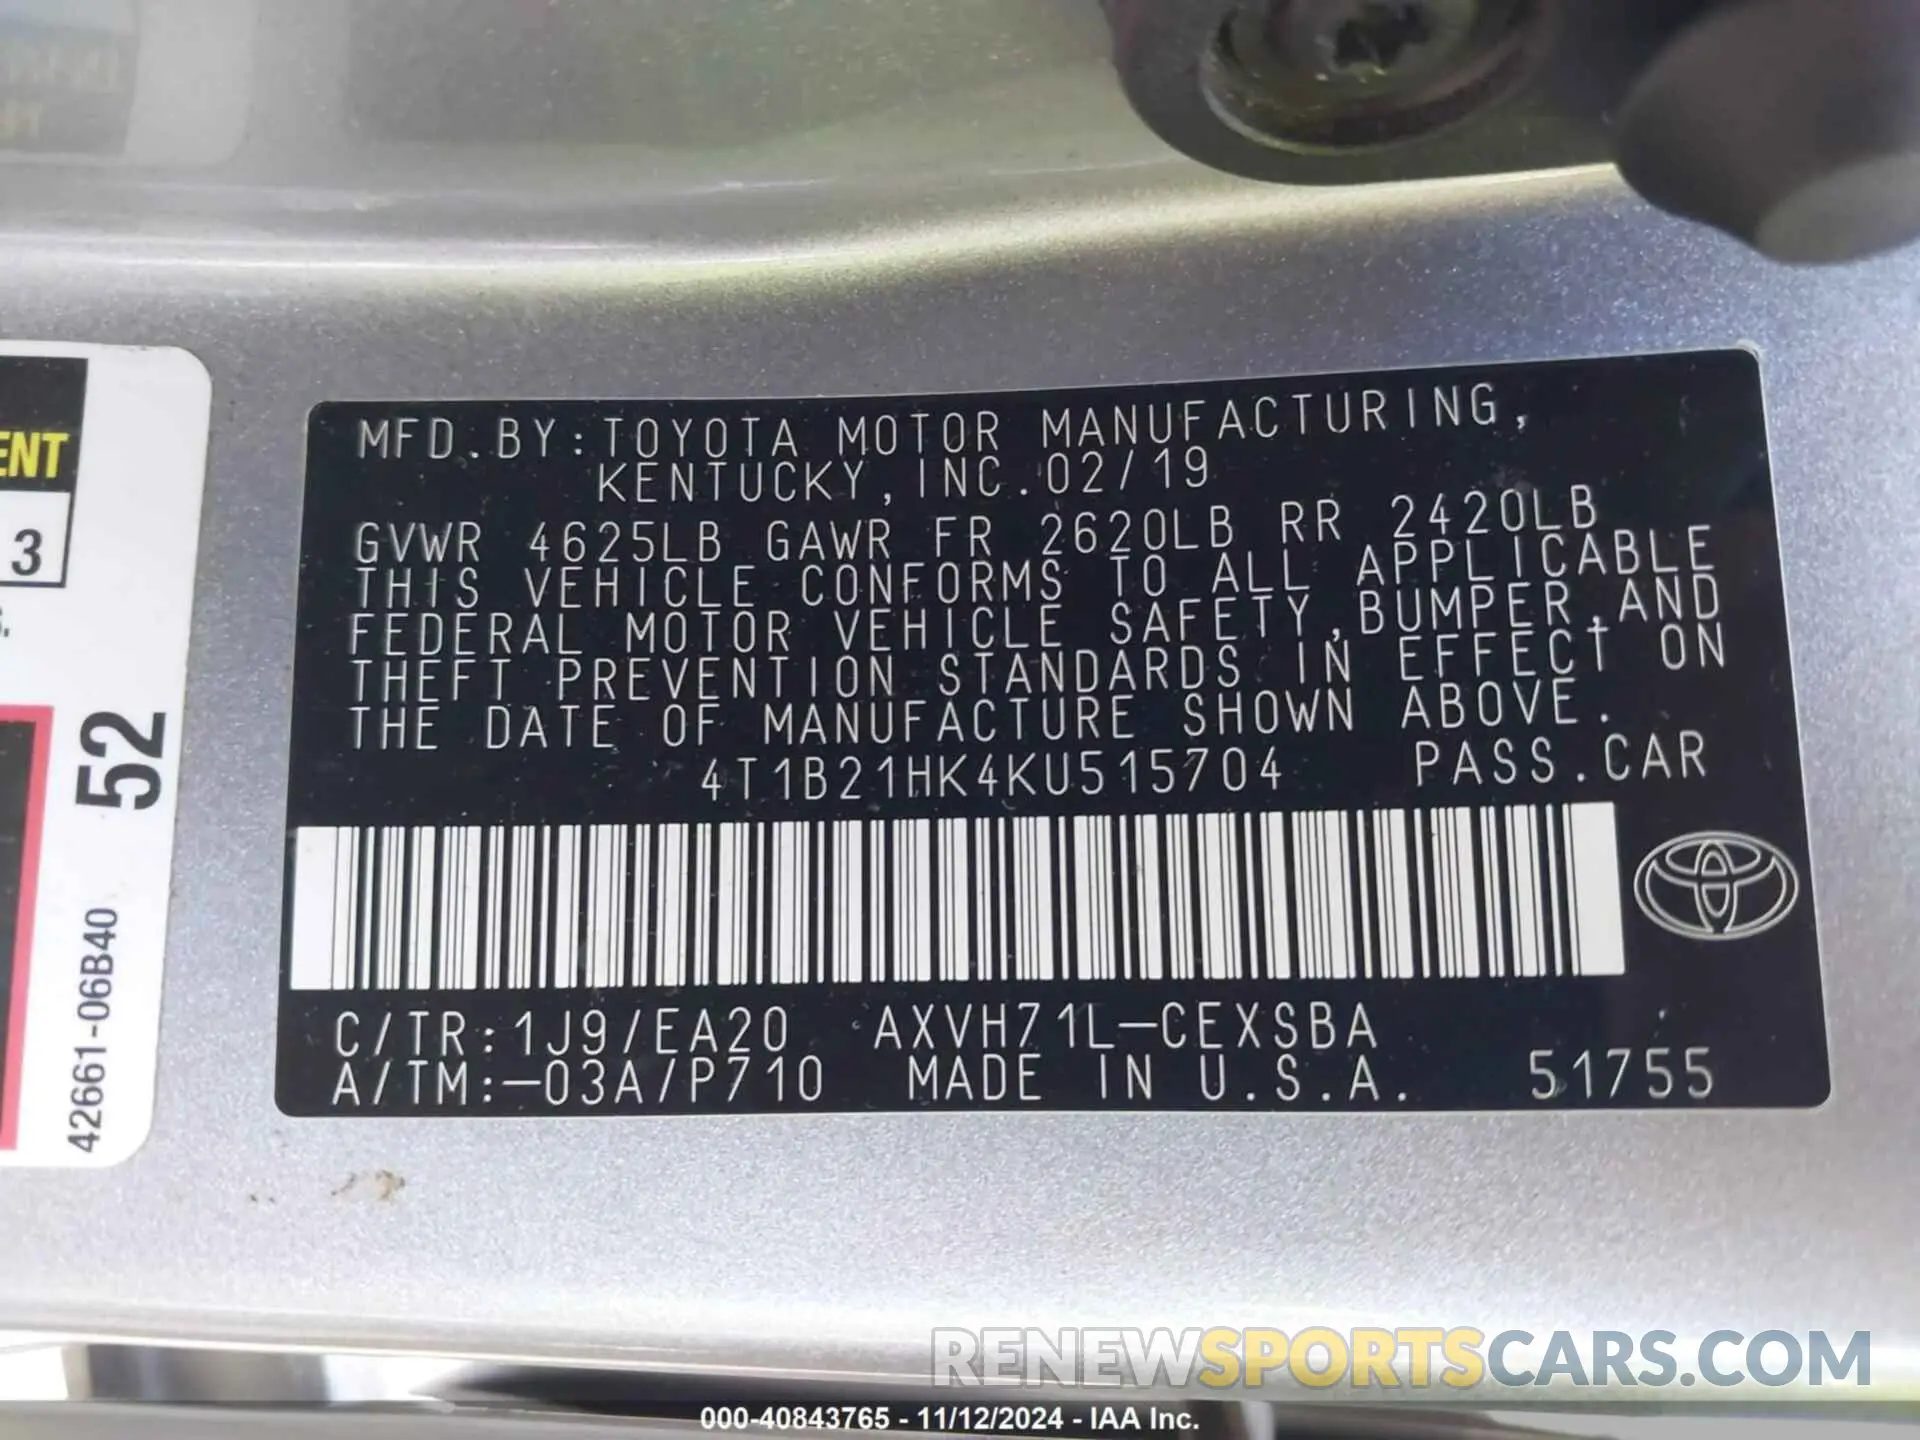 MFD.BY:TOYOTA MOTOR MANUFACTURING,
KENTUCKY,INC.02/19
GVWR 4625LB GAWR FR 2620LB RR 2420LB
THIS VEHICLE CONFORMS TO ALL APPLICABLE
FEDERAL MOTOR VEHICLE SAFETY,BUMPER,AND
THEFT PREVENTION STANDARDS IN EFFECT ON
THE DATE OF MANUFACTURE SHOWN ABOVE.
4T1B21HK4KU515704 PASS.CAR
C/TR:1J9/EA20 AXVH71L-CEXSBA
A/TM:-03A/P710 MADE IN U.S.A. 51755
ENT
3
52
42661-06B40
RENEWSPORTSCARS.COM
000-40843765 - 11/12/2024 - IAA Inc.